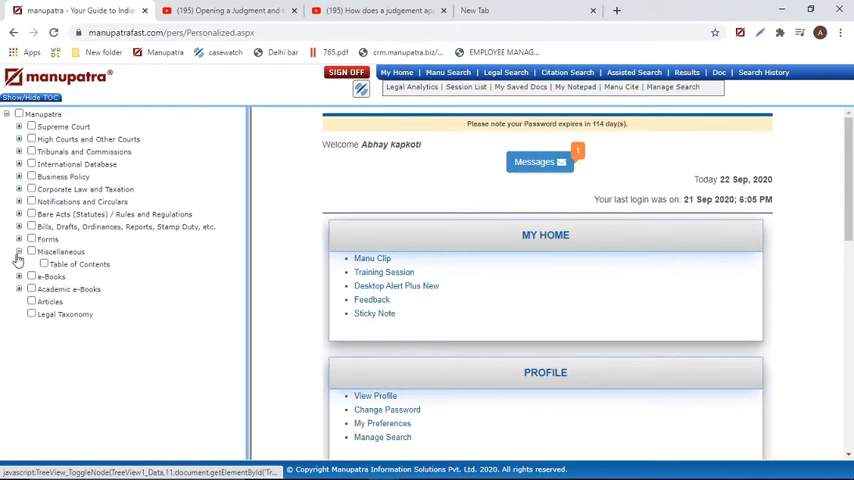 manupatra - Your Guide to Indian
(195) Opening a Judgment and t
(195) How does a judgement ap
New Tab
manupatrafast.com/pers/Personalized.aspx
Apps
New folder
Manupatra
casewatch
Delhi bar
765.pdf
crm.manupatra.biz/...
EMPLOYEE MANAG...
manupatra®
SIGN OFF
My Home | Manu Search | Legal Search | Citation Search | Assisted Search | Results | Doc | Search History
Legal Analytics | Session List | My Saved Docs | My Notepad | Manu Cite | Manage Search
Show/Hide TOC
Manupatra
Supreme Court
High Courts and Other Courts
Tribunals and Commissions
International Database
Business Policy
Corporate Law and Taxation
Notifications and Circulars
Bare Acts (Statutes) / Rules and Regulations
Bills, Drafts, Ordinances, Reports, Stamp Duty, etc.
Forms
Miscellaneous
Table of Contents
e-Books
Academic e-Books
Articles
Legal Taxonomy
Please note your Password expires in 114 day(s).
Welcome Abhay kapkoti
Messages
1
Today 22 Sep, 2020
Your last login was on: 21 Sep 2020; 6:05 PM
MY HOME
Manu Clip
Training Session
Desktop Alert Plus New
Feedback
Sticky Note
PROFILE
View Profile
Change Password
My Preferences
Manage Search
javascript:TreeView_ToggleNode(TreeView1_Data,11,document.getElementById('Tr...
© Copyright Manupatra Information Solutions Pvt. Ltd. 2020. All rights reserved.